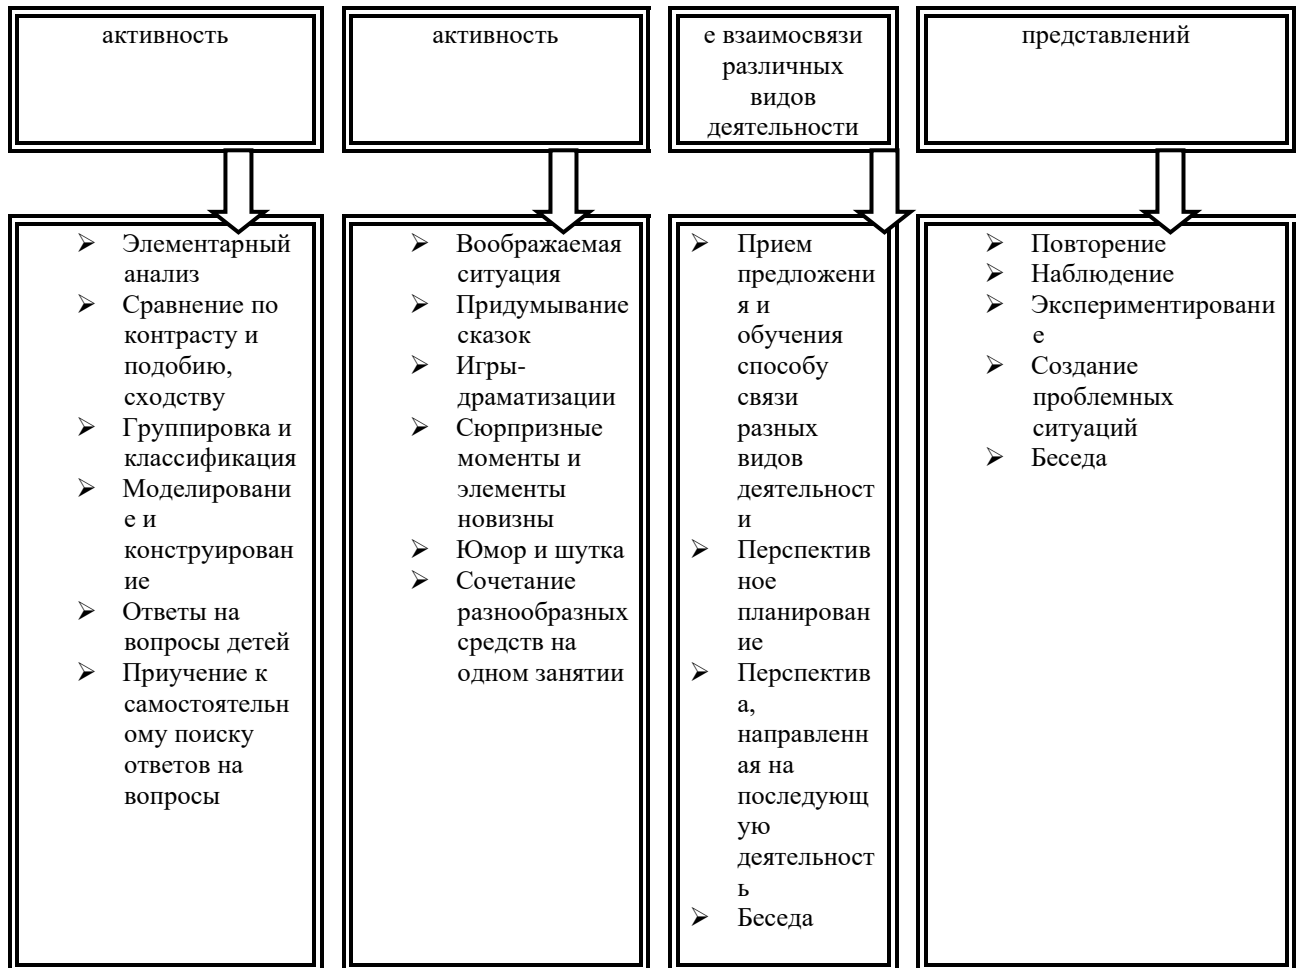 активность
активность
е взаимосвязи
различных
видов
деятельности
представлений
➢ Элементарный
анализ
➢ Сравнение по
контрасту и
подобию,
сходству
➢ Группировка и
классификация
➢ Моделировани
е и
конструирован
ие
➢ Ответы на
вопросы детей
➢ Приучение к
самостоятельн
ому поиску
ответов на
вопросы
➢ Воображаемая
ситуация
➢ Придумывание
сказок
➢ Игры-
драматизации
➢ Сюрпризные
моменты и
элементы
новизны
➢ Юмор и шутка
➢ Сочетание
разнообразных
средств на
одном занятии
➢ Прием
предложени
я и
обучения
способу
связи
разных
видов
деятельност
и
➢ Перспектив
ное
планирован
ие
➢ Перспектив
а,
направленн
ая на
последующ
ую
деятельност
ь
➢ Беседа
➢ Повторение
➢ Наблюдение
➢ Экспериментировани
е
➢ Создание
проблемных
ситуаций
➢ Беседа